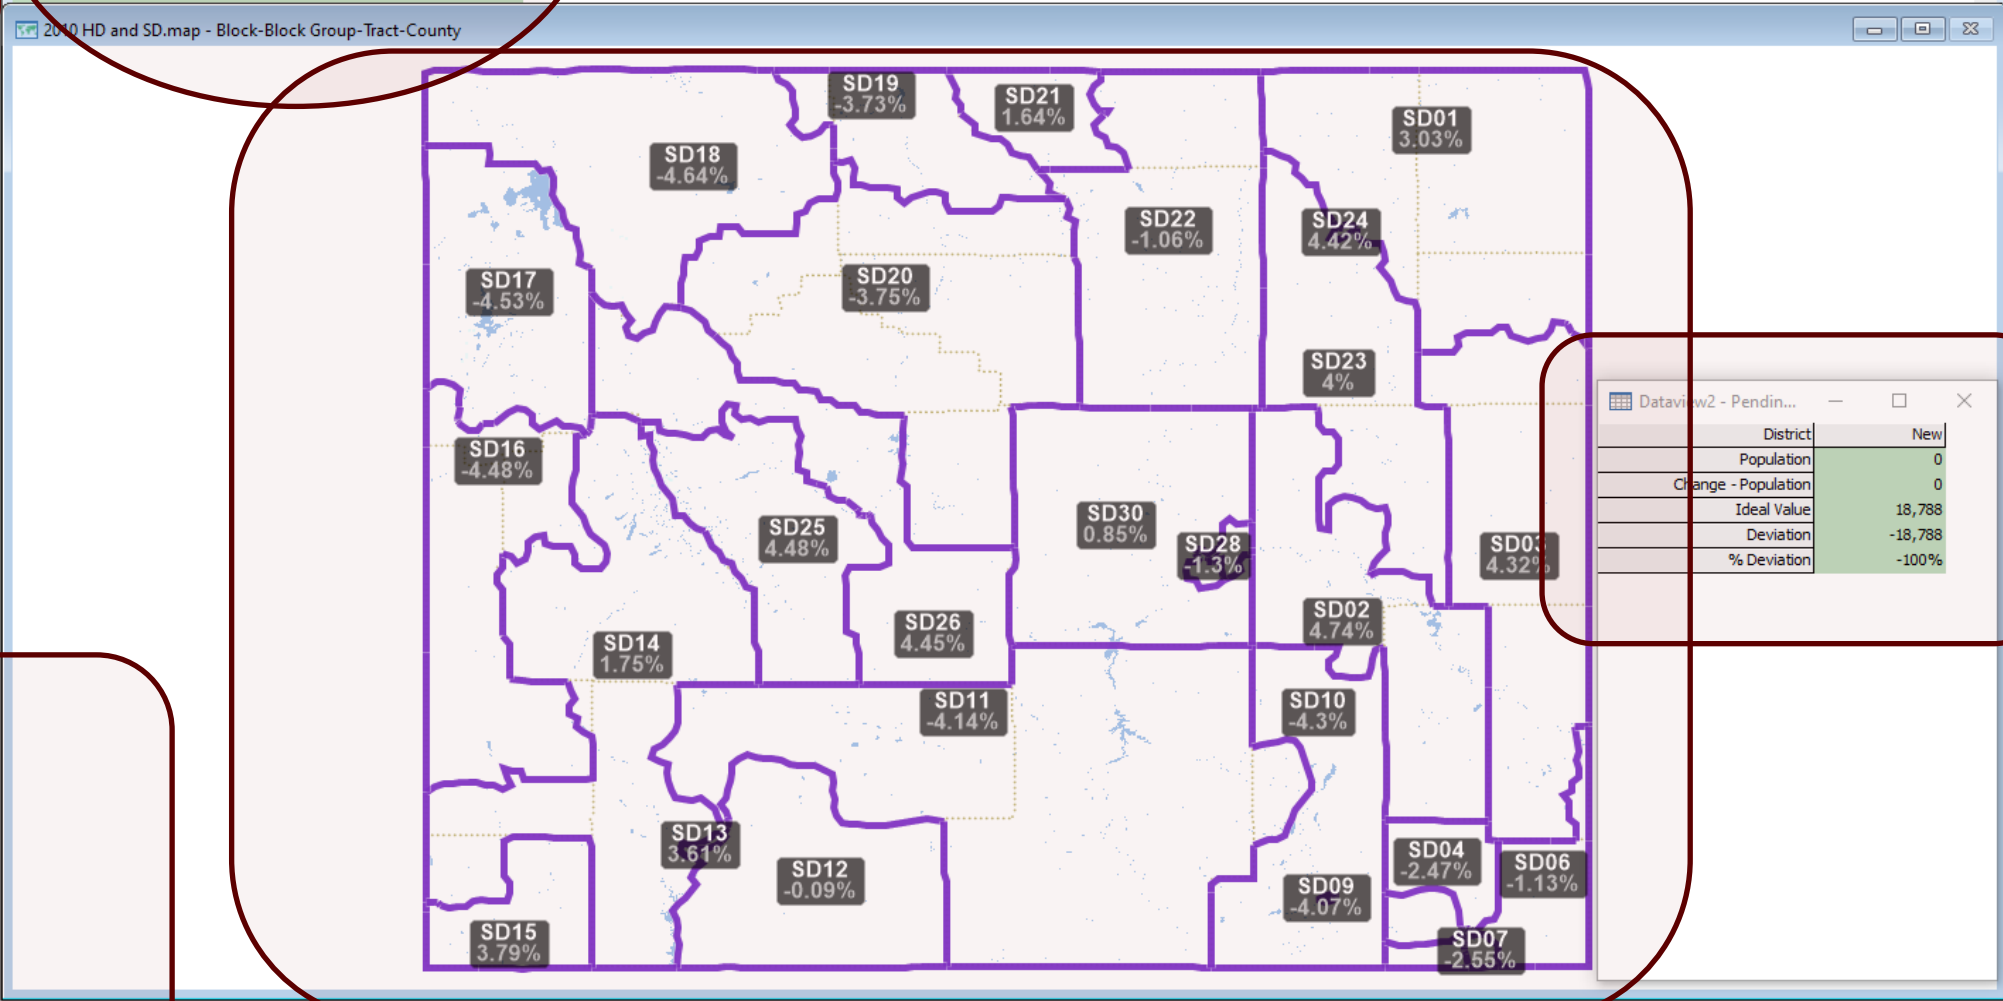 2010 HD and SD.map - Block-Block Group-Tract-County
SD19
-3.73%
SD21
1.64%
SD01
3.03%
SD18
-4.64%
SD22
-1.06%
SD24
4.42%
SD17
-4.53%
SD20
-3.75%
SD23
4%
Dataview2 - Pendin...
District New
Population 0
Change - Population 0
Ideal Value 18,788
Deviation -18,788
% Deviation -100%
SD16
-4.48%
SD25
4.48%
SD30
0.85%
SD28
-1.3%
SD03
4.32%
SD26
4.45%
SD02
4.74%
SD14
1.75%
SD11
-4.14%
SD10
-4.3%
SD13
3.61%
SD12
-0.09%
SD04
-2.47%
SD06
-1.13%
SD09
-4.07%
SD15
3.79%
SD07
-2.55%